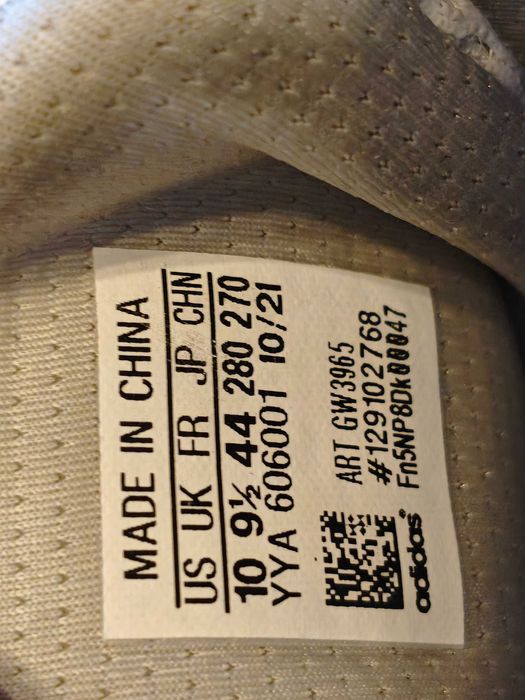 MADE IN CHINA
US UK FR JP CHN
10 9½ 44 280 270
YYA 606001 10/21
ART GW3965
#129102768
Fn5NP8Dk00047
adidas®